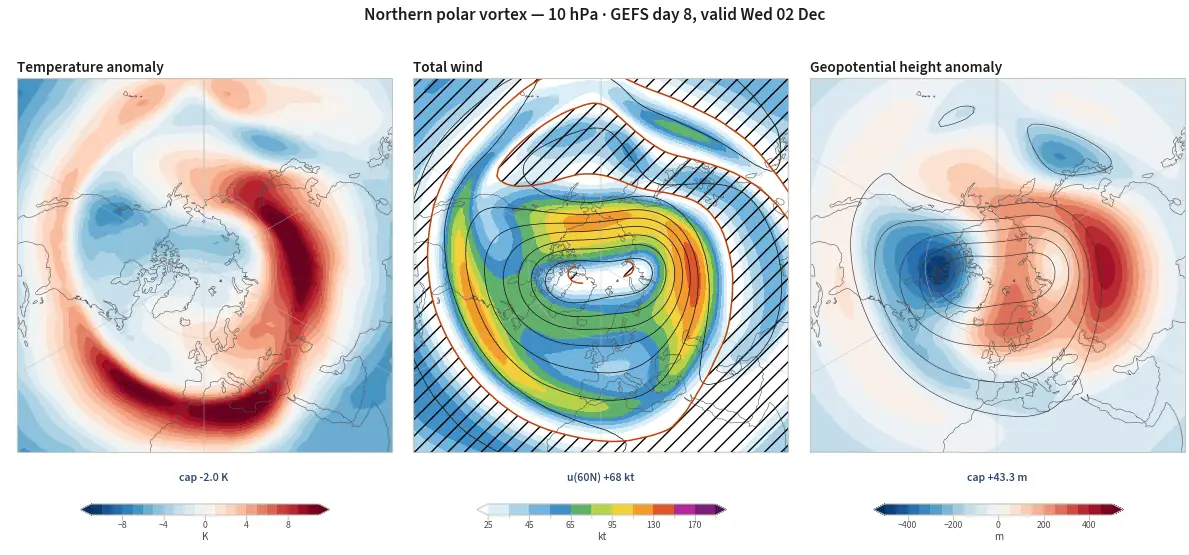 Northern polar vortex — 10 hPa · GEFS day 8, valid Wed 02 Dec
Temperature anomaly
Total wind
Geopotential height anomaly
cap -2.0 K
u(60N) +68 kt
cap +43.3 m
−8 −4 0 4 8
K
25 45 65 95 130 170
kt
−400 −200 0 200 400
m